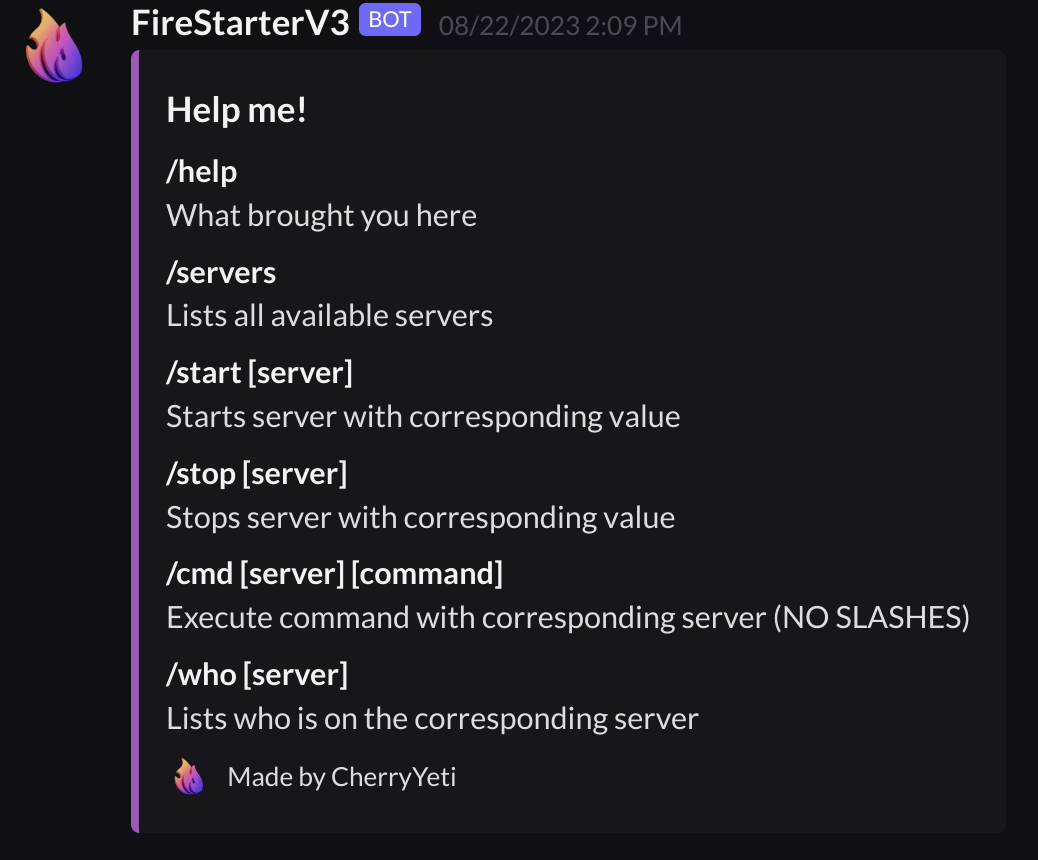 FireStarterV3 BOT 08/22/2023 2:09 PM
Help me!
/help
What brought you here
/servers
Lists all available servers
/start [server]
Starts server with corresponding value
/stop [server]
Stops server with corresponding value
/cmd [server] [command]
Execute command with corresponding server (NO SLASHES)
/who [server]
Lists who is on the corresponding server
Made by CherryYeti